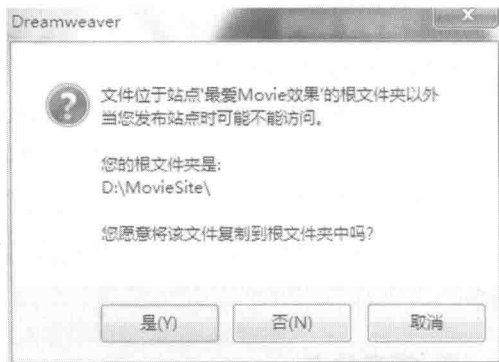 Dreamweaver
文件位于站点'最爱Movie效果'的根文件夹以外
当您发布站点时可能不能访问。
您的根文件夹是:
D:\MovieSite\
您愿意将该文件复制到根文件夹中吗?
是(Y)
否(N)
取消